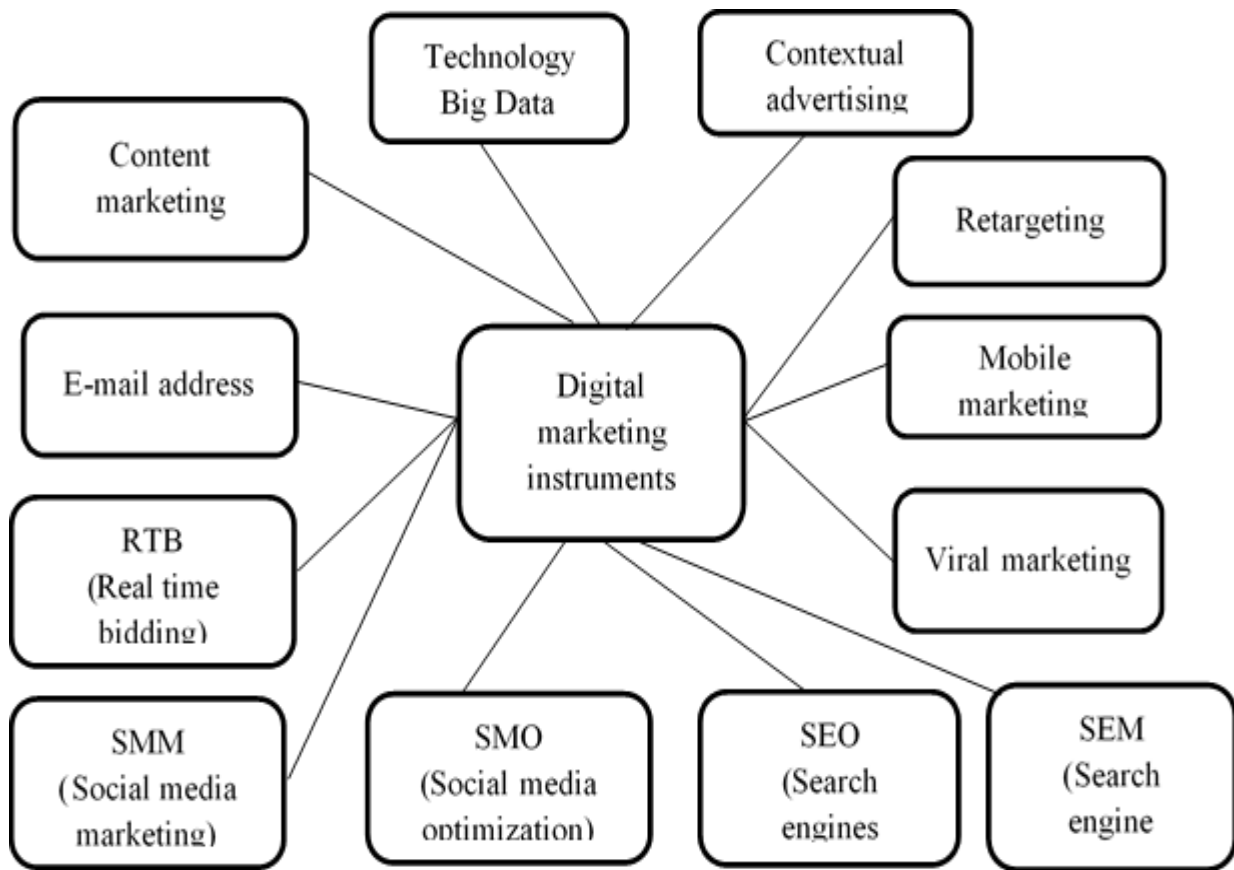 Technology
Big Data
Contextual
advertising
Content
marketing
Retargeting
E-mail address
Digital
marketing
instruments
Mobile
marketing
RTB
(Real time
bidding)
Viral marketing
SMM
(Social media
marketing)
SMO
(Social media
optimization)
SEO
(Search
engines
SEM
(Search
engine